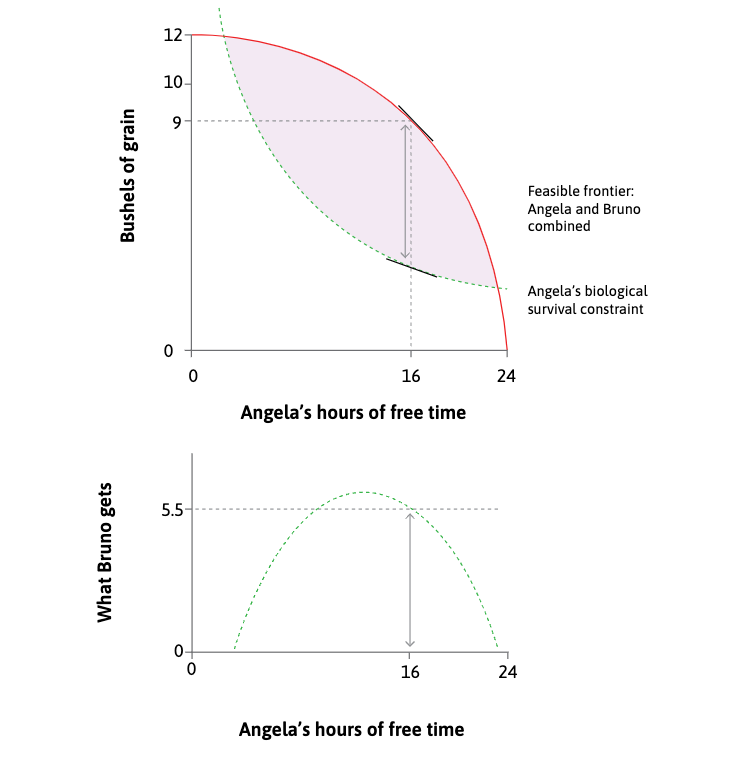 12
10
9
0
Bushels of grain
0
16
24
Angela’s hours of free time
Feasible frontier:
Angela and Bruno
combined
Angela’s biological
survival constraint
What Bruno gets
5.5
0
0
16
24
Angela’s hours of free time